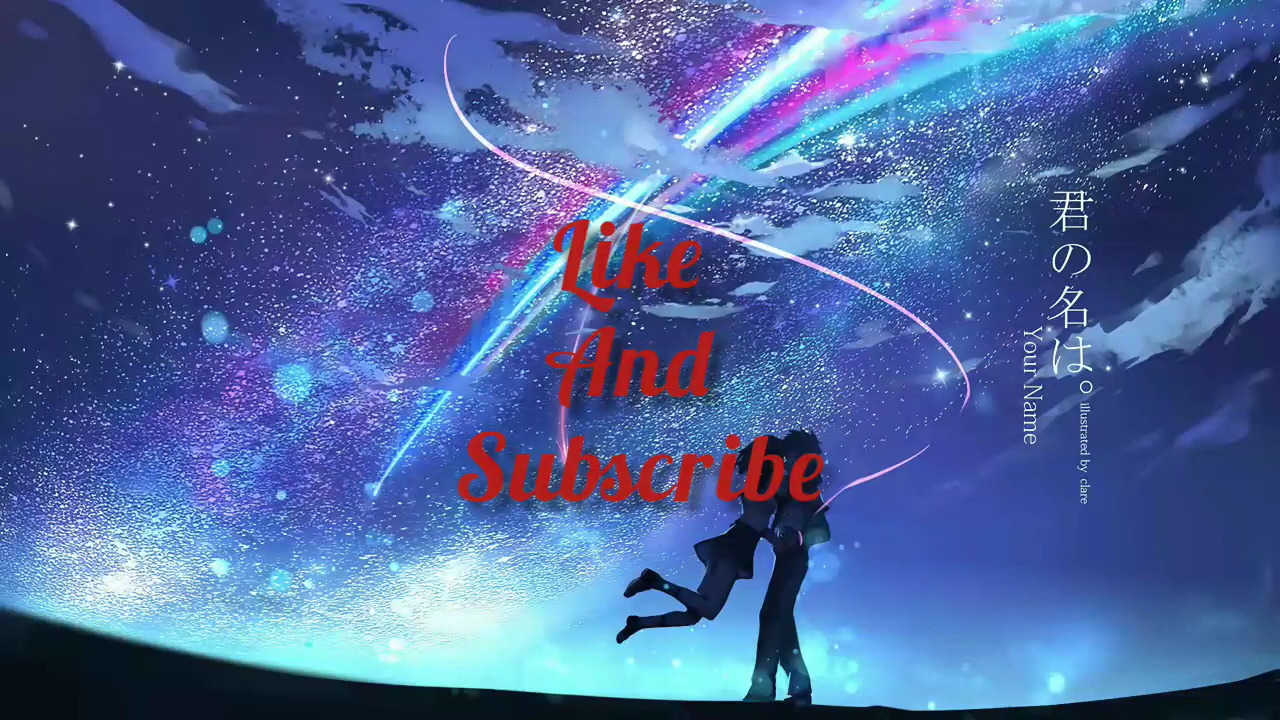 Like
And
Subscribe
君の名は。
Your Name
illustrated by clare